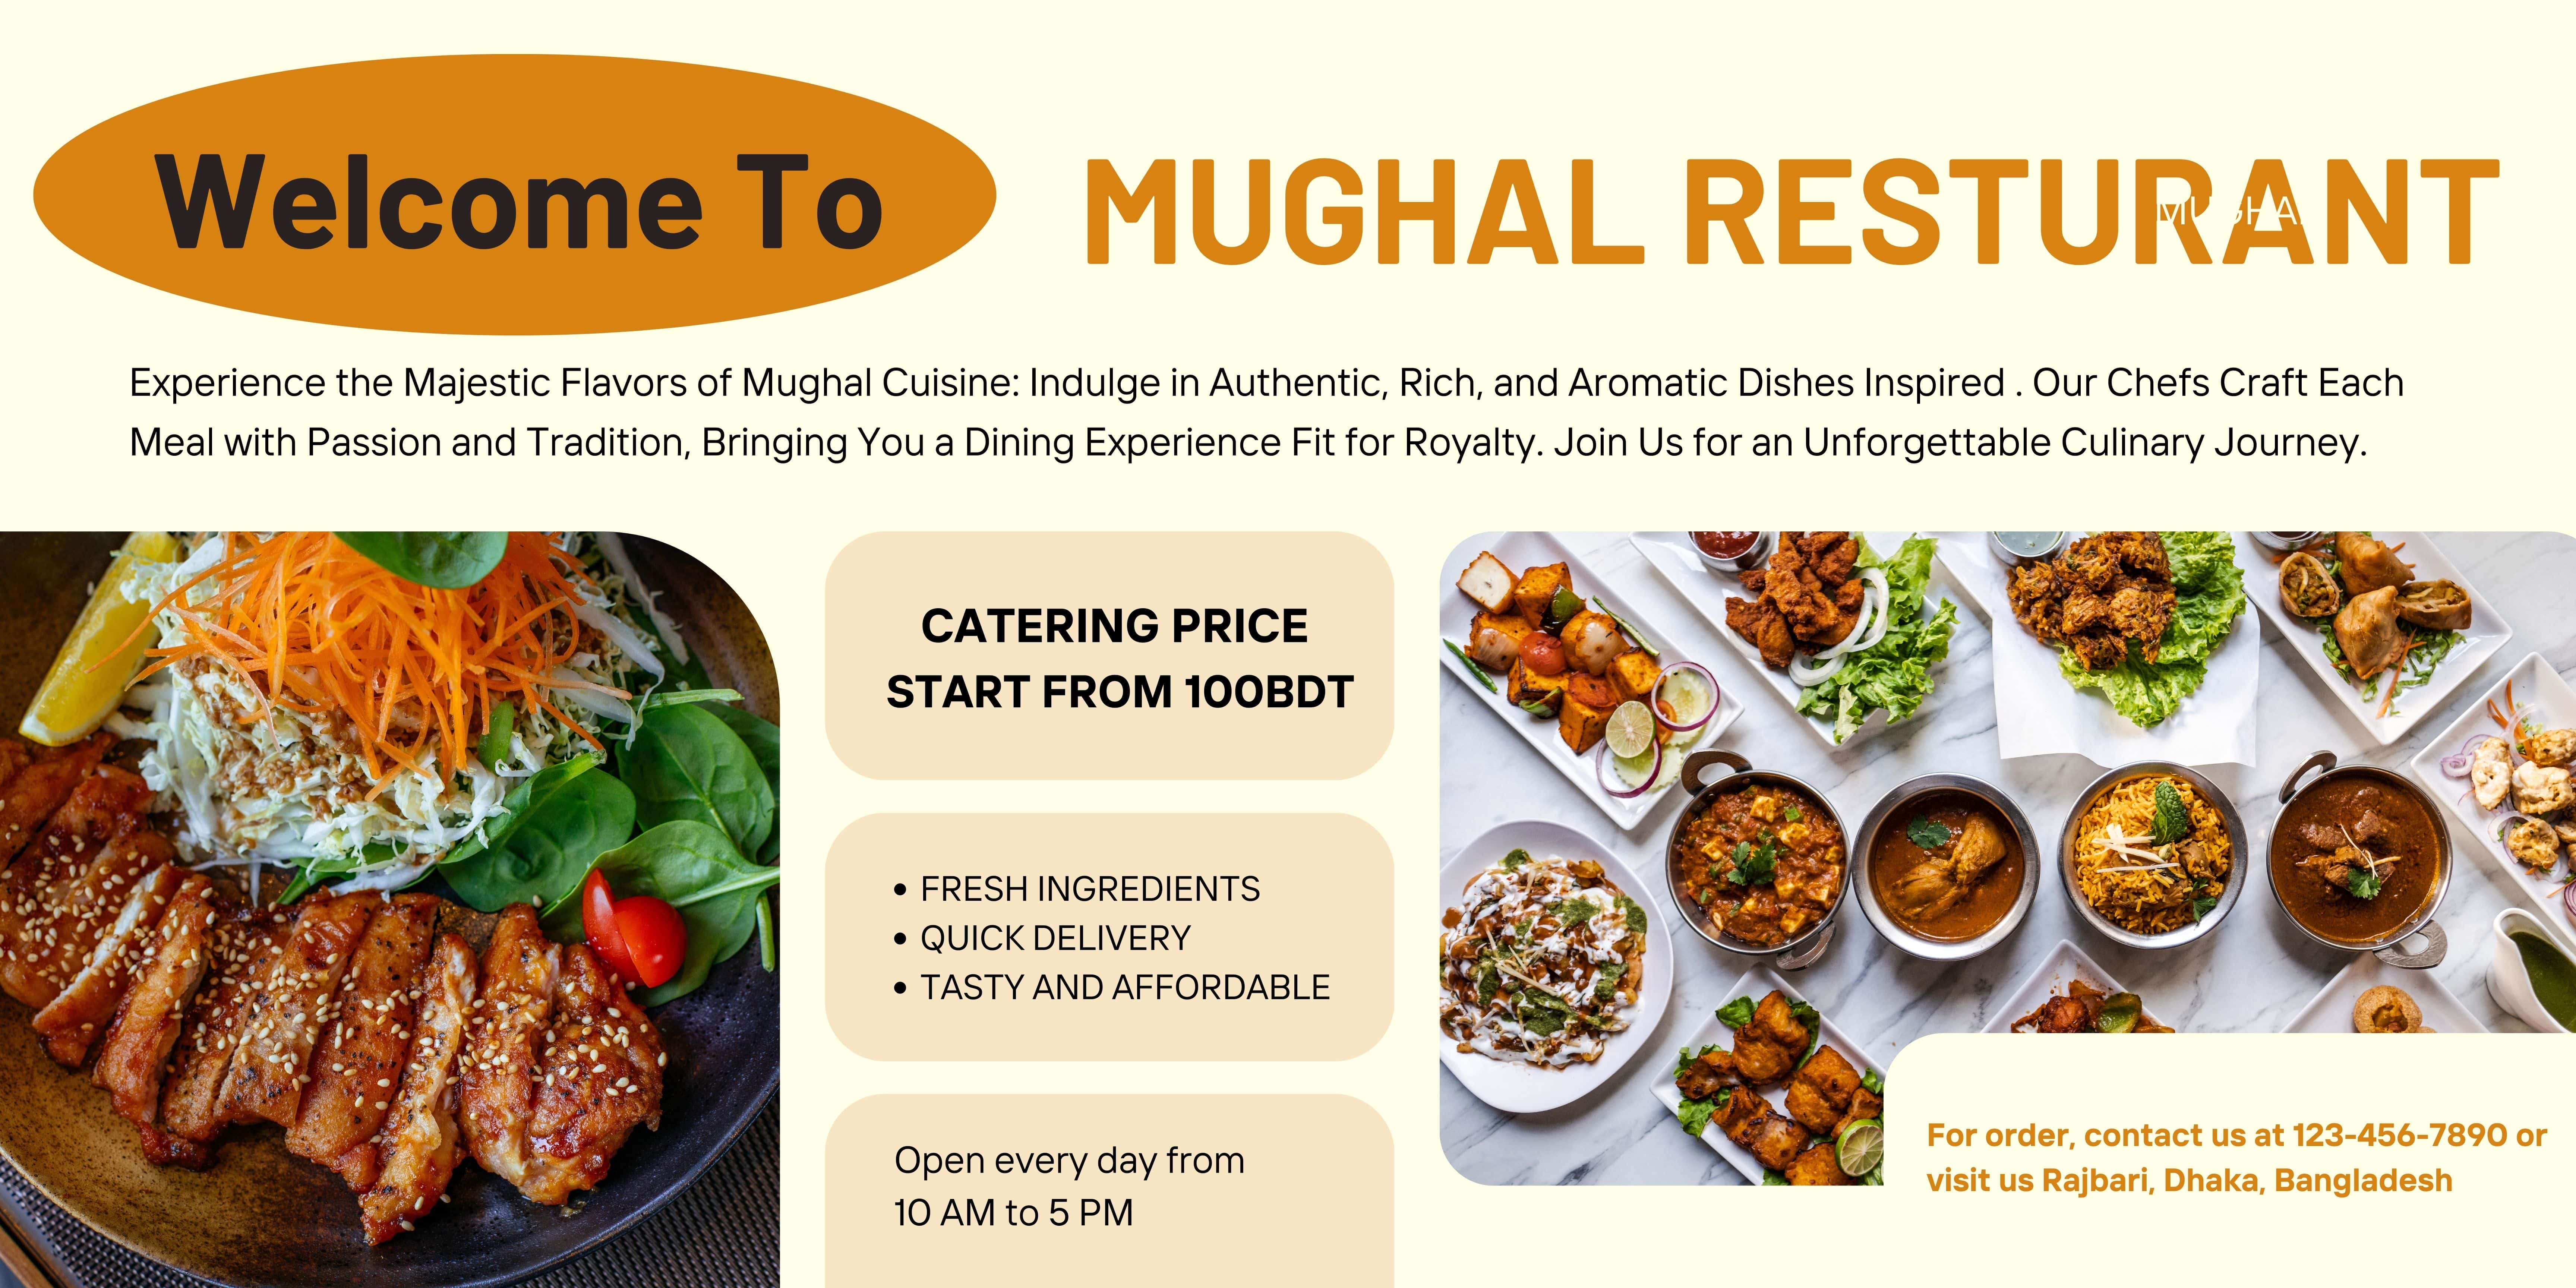 Welcome To
MUGHAL RESTURANT
MUGHAL
Experience the Majestic Flavors of Mughal Cuisine: Indulge in Authentic, Rich, and Aromatic Dishes Inspired . Our Chefs Craft Each
Meal with Passion and Tradition, Bringing You a Dining Experience Fit for Royalty. Join Us for an Unforgettable Culinary Journey.
CATERING PRICE
START FROM 100BDT
• FRESH INGREDIENTS
• QUICK DELIVERY
• TASTY AND AFFORDABLE
Open every day from
10 AM to 5 PM
For order, contact us at 123-456-7890 or
visit us Rajbari, Dhaka, Bangladesh